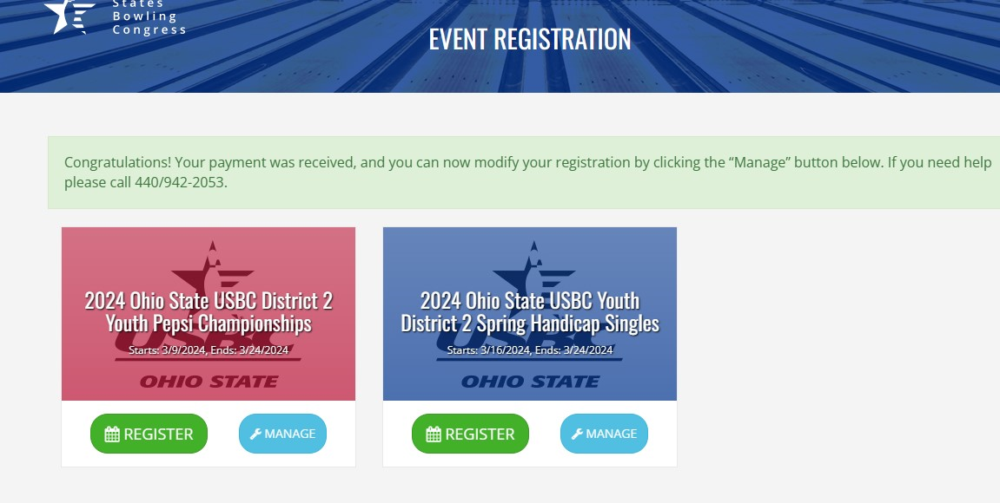 States
Bowling
Congress
EVENT REGISTRATION
Congratulations! Your payment was received, and you can now modify your registration by clicking the “Manage” button below. If you need help
please call 440/942-2053.
2024 Ohio State USBC District 2
Youth Pepsi Championships
Starts: 3/9/2024, Ends: 3/24/2024
USBC
OHIO STATE
REGISTER
MANAGE
2024 Ohio State USBC Youth
District 2 Spring Handicap Singles
Starts: 3/16/2024, Ends: 3/24/2024
USBC
OHIO STATE
REGISTER
MANAGE